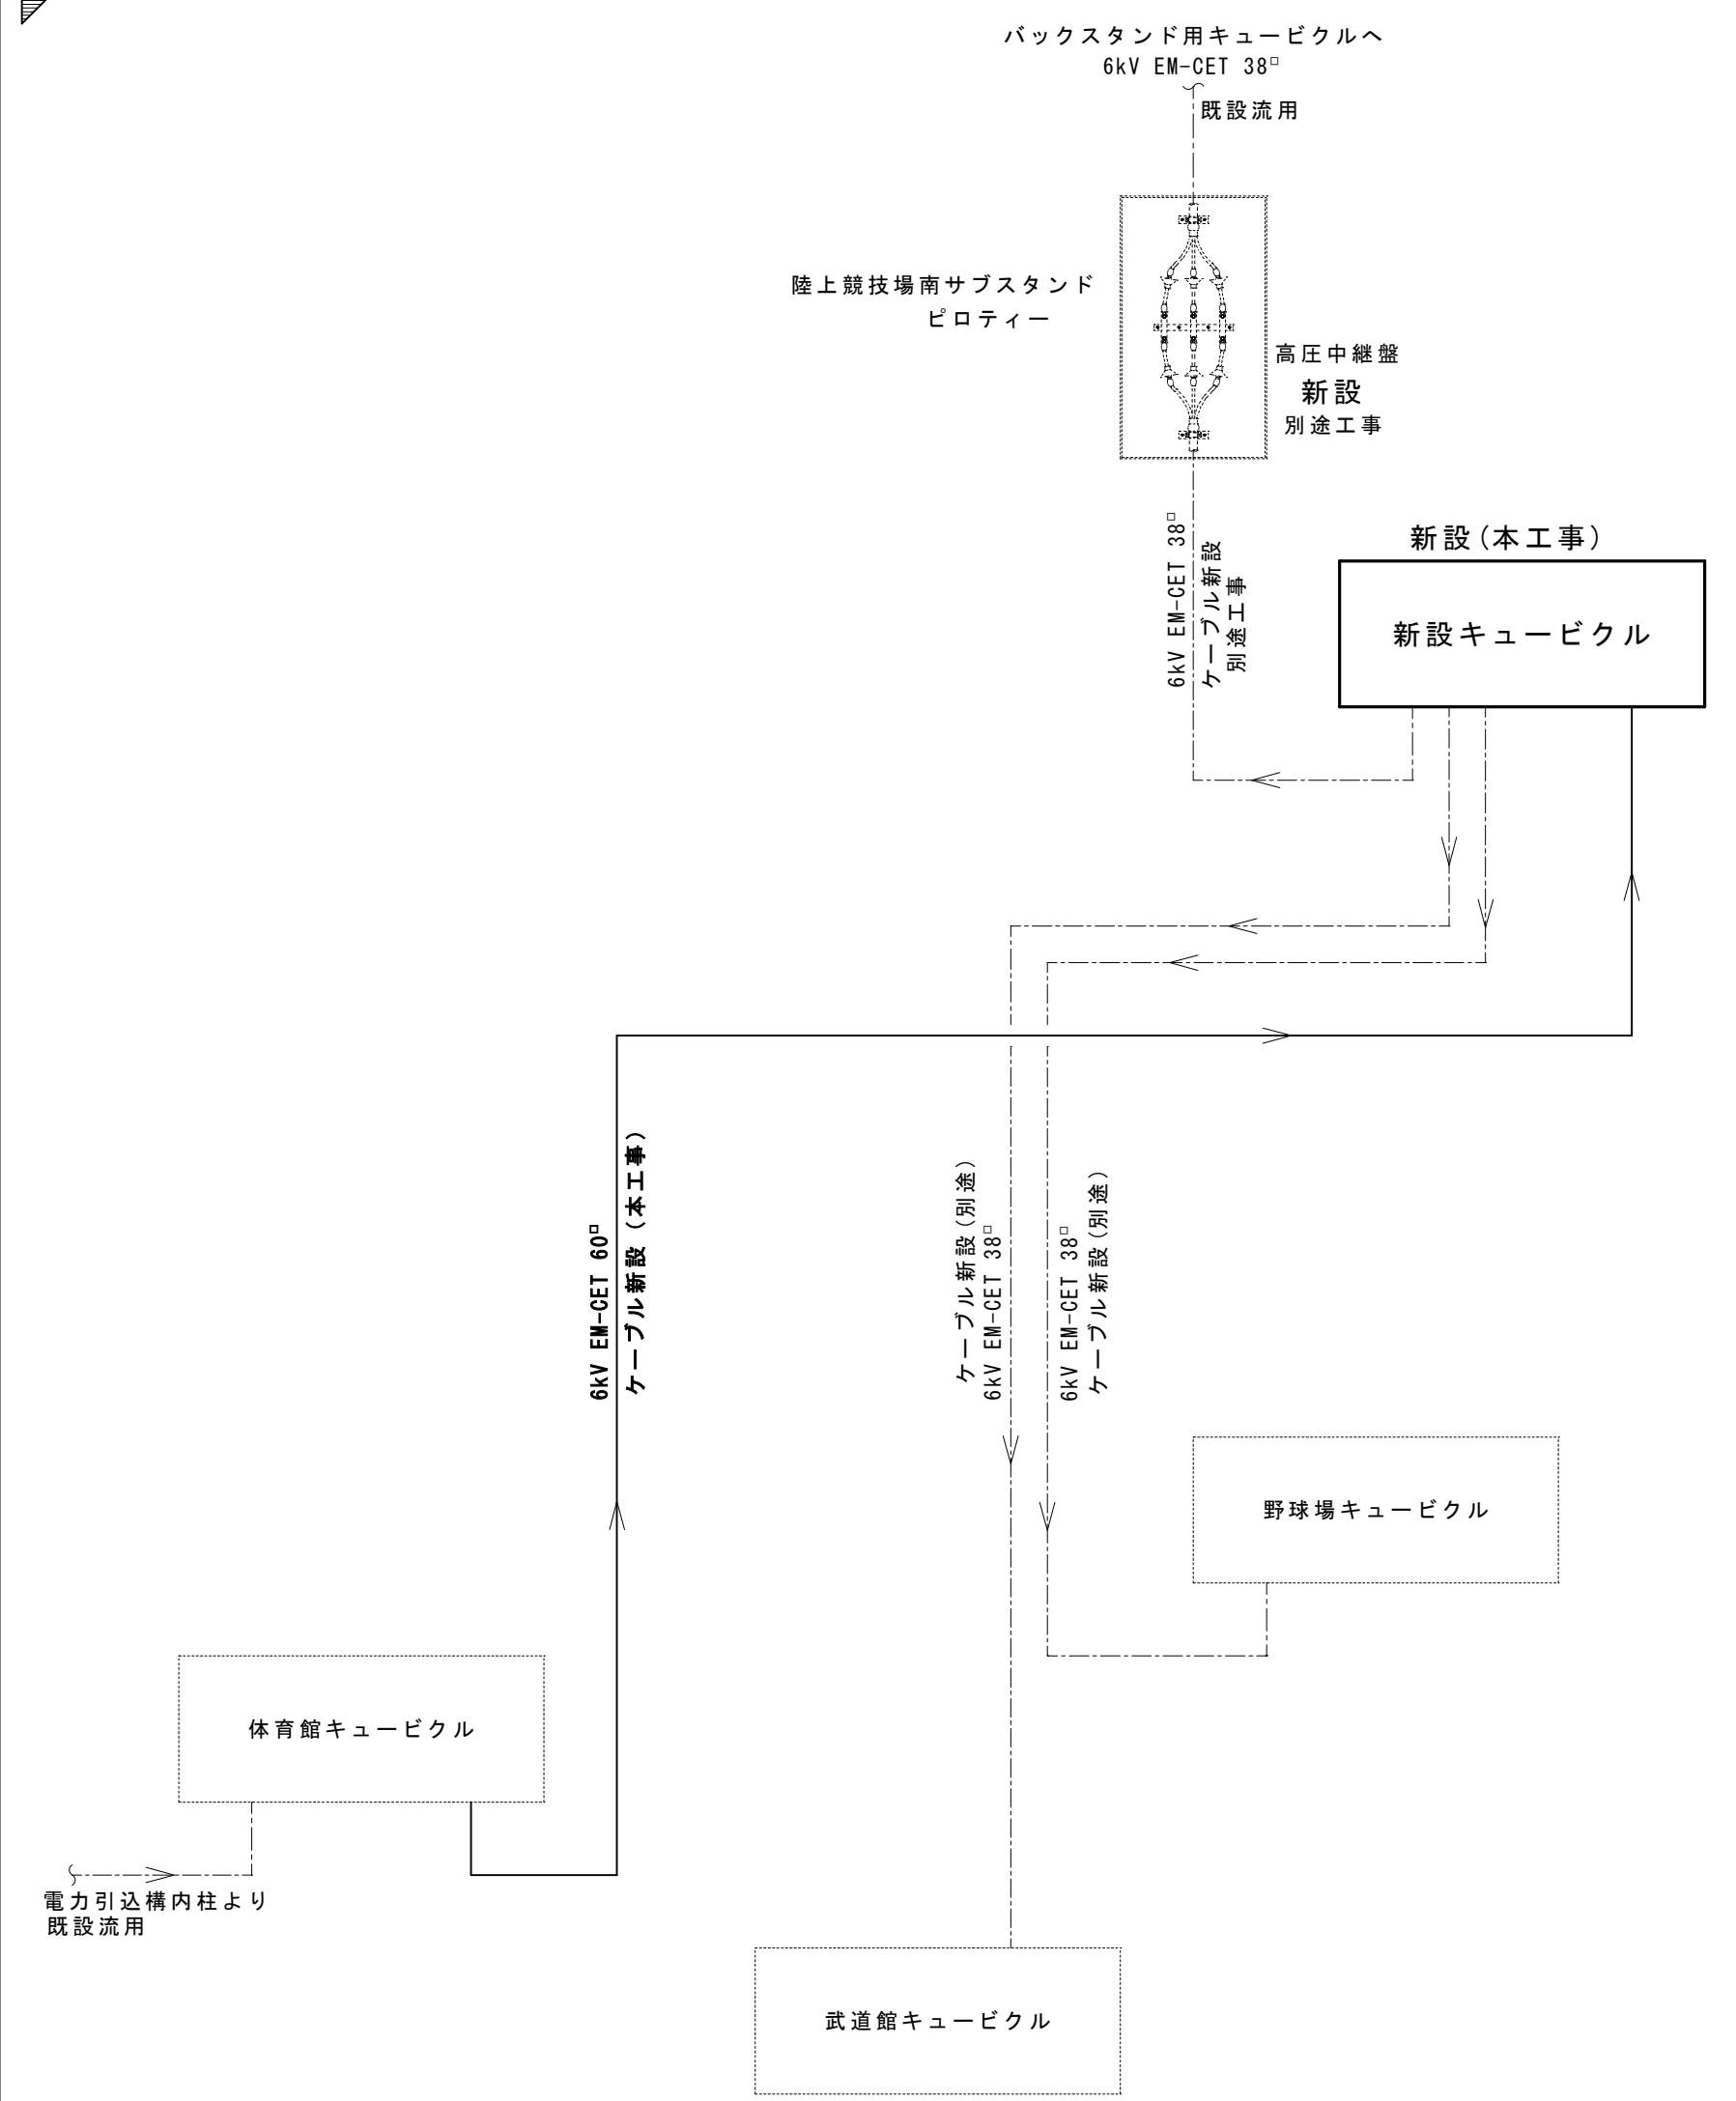 バックスタンド用キュービクルへ
6kV EM-CET 38□
既設流用
陸上競技場南サブスタンド
ピロティー
高圧中継盤
新設
別途工事
6kV EM-CET 38□
ケーブル新設
別途工事
新設(本工事)
新設キュービクル
6kV EM-CET 60□
ケーブル新設（本工事）
ケーブル新設(別途)
6kV EM-CET 38□
6kV EM-CET 38□
ケーブル新設(別途)
野球場キュービクル
体育館キュービクル
電力引込構内柱より
既設流用
武道館キュービクル